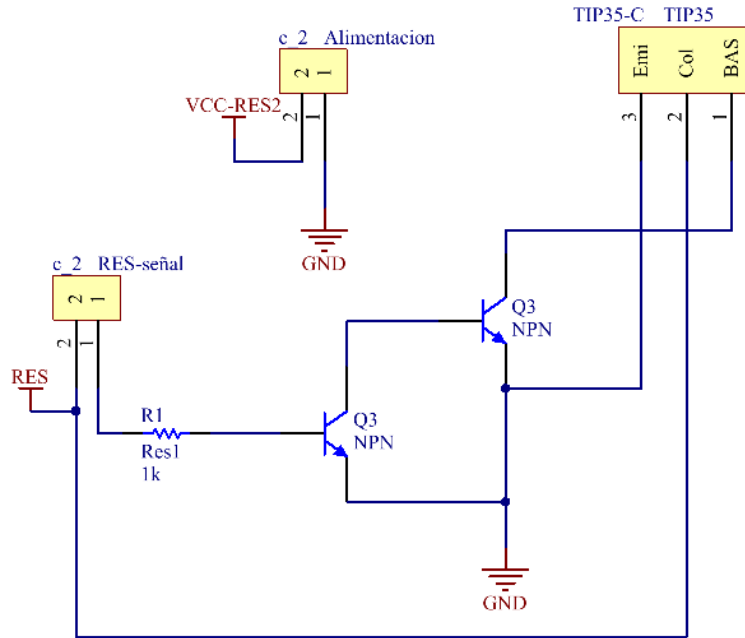 TIP35-C TIP35
Emi
Col
BAS
3
2
1
c_2 Alimentacion
2
1
VCC-RES2
2
1
GND
c_2 RES-señal
2
1
2
1
RES
R1
Res1
1k
Q3
NPN
Q3
NPN
GND